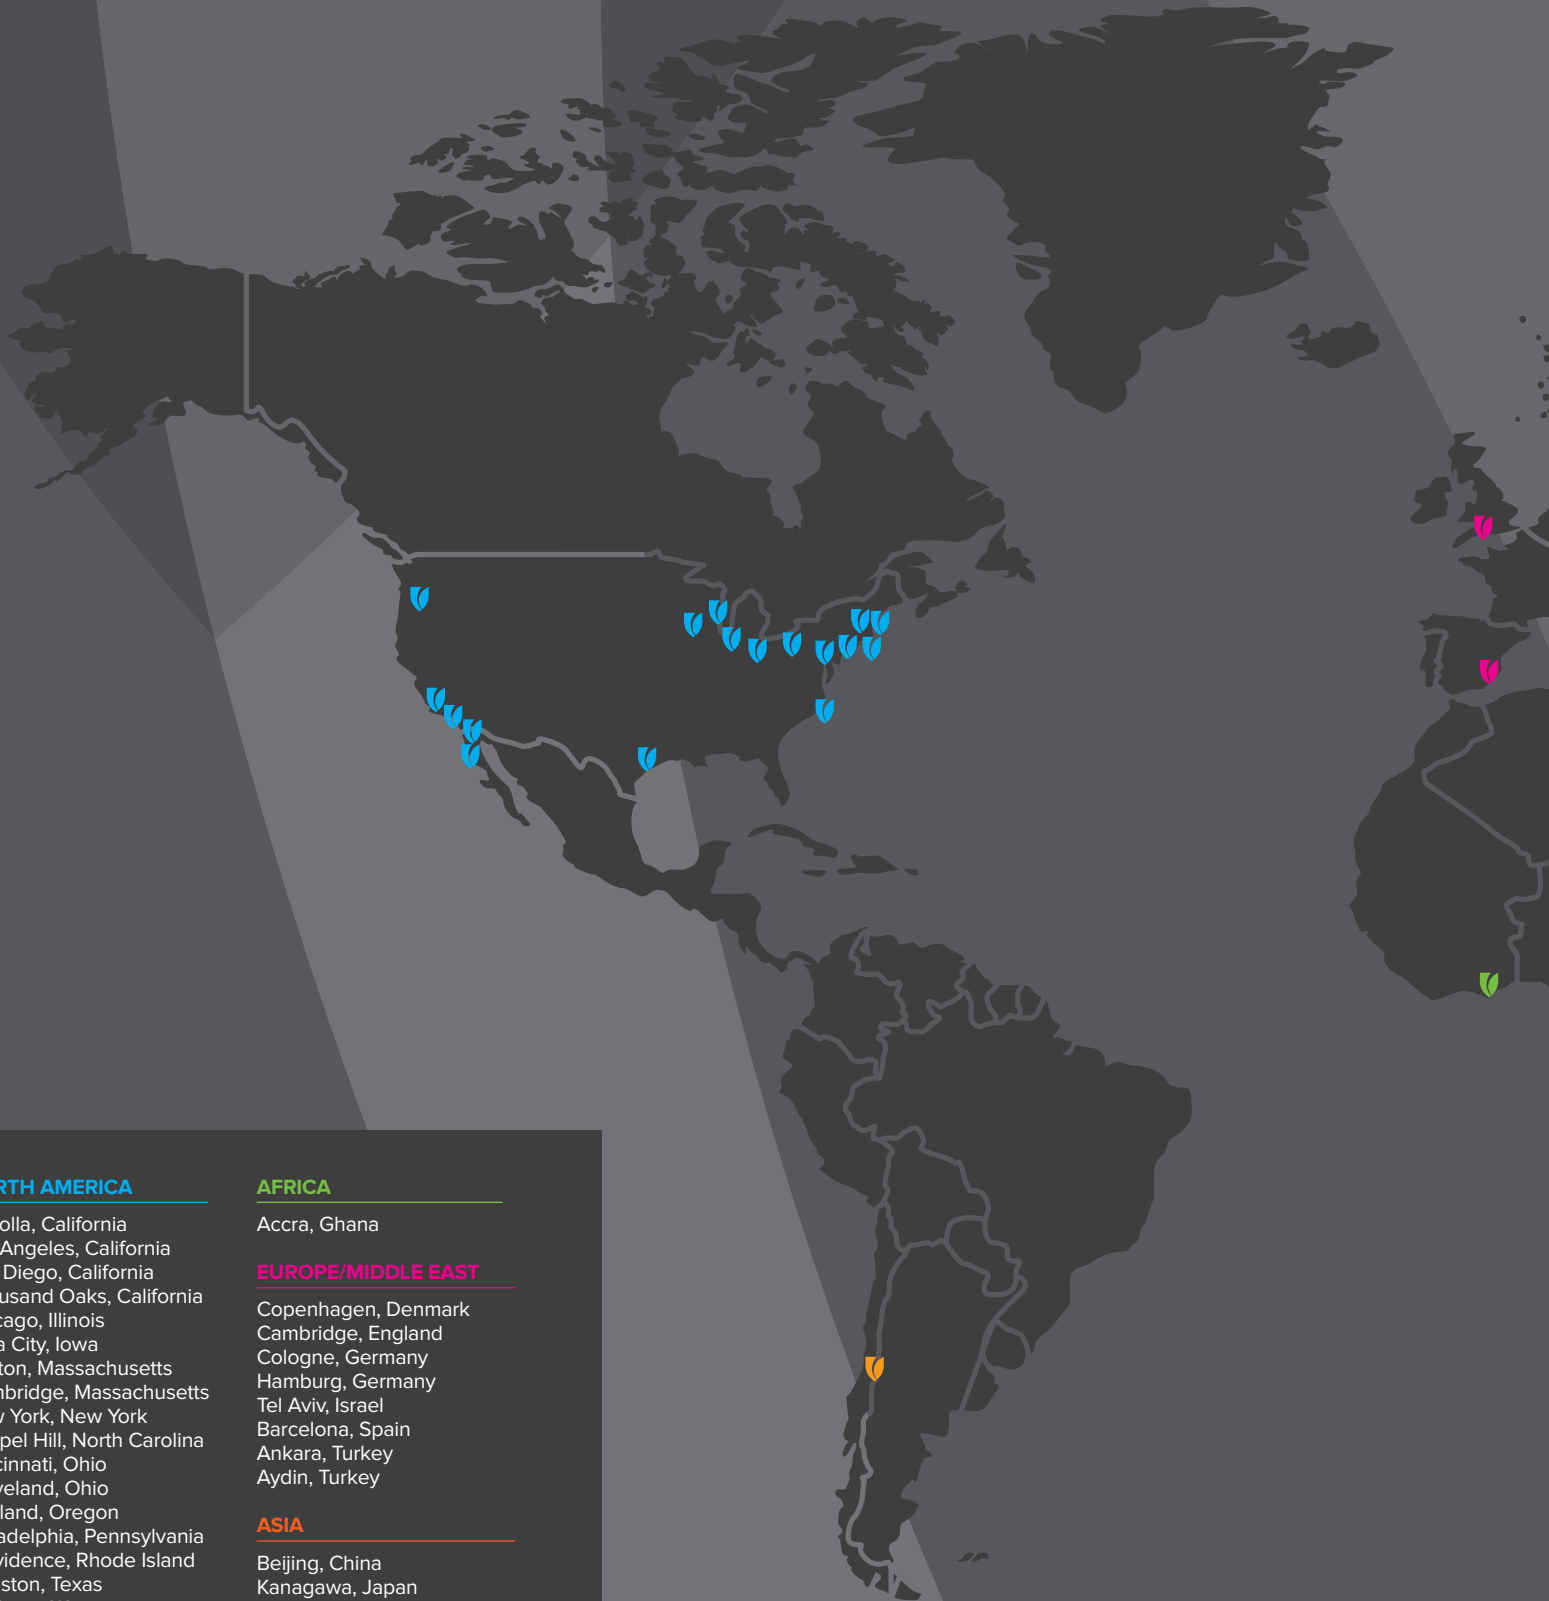 RTH AMERICA
olla, California
Angeles, California
Diego, California
usand Oaks, California
cago, Illinois
a City, Iowa
ton, Massachusetts
nbridge, Massachusetts
v York, New York
pel Hill, North Carolina
cinnati, Ohio
veland, Ohio
land, Oregon
adelphia, Pennsylvania
vidence, Rhode Island
ston, Texas
AFRICA
Accra, Ghana
EUROPE/MIDDLE EAST
Copenhagen, Denmark
Cambridge, England
Cologne, Germany
Hamburg, Germany
Tel Aviv, Israel
Barcelona, Spain
Ankara, Turkey
Aydin, Turkey
ASIA
Beijing, China
Kanagawa, Japan